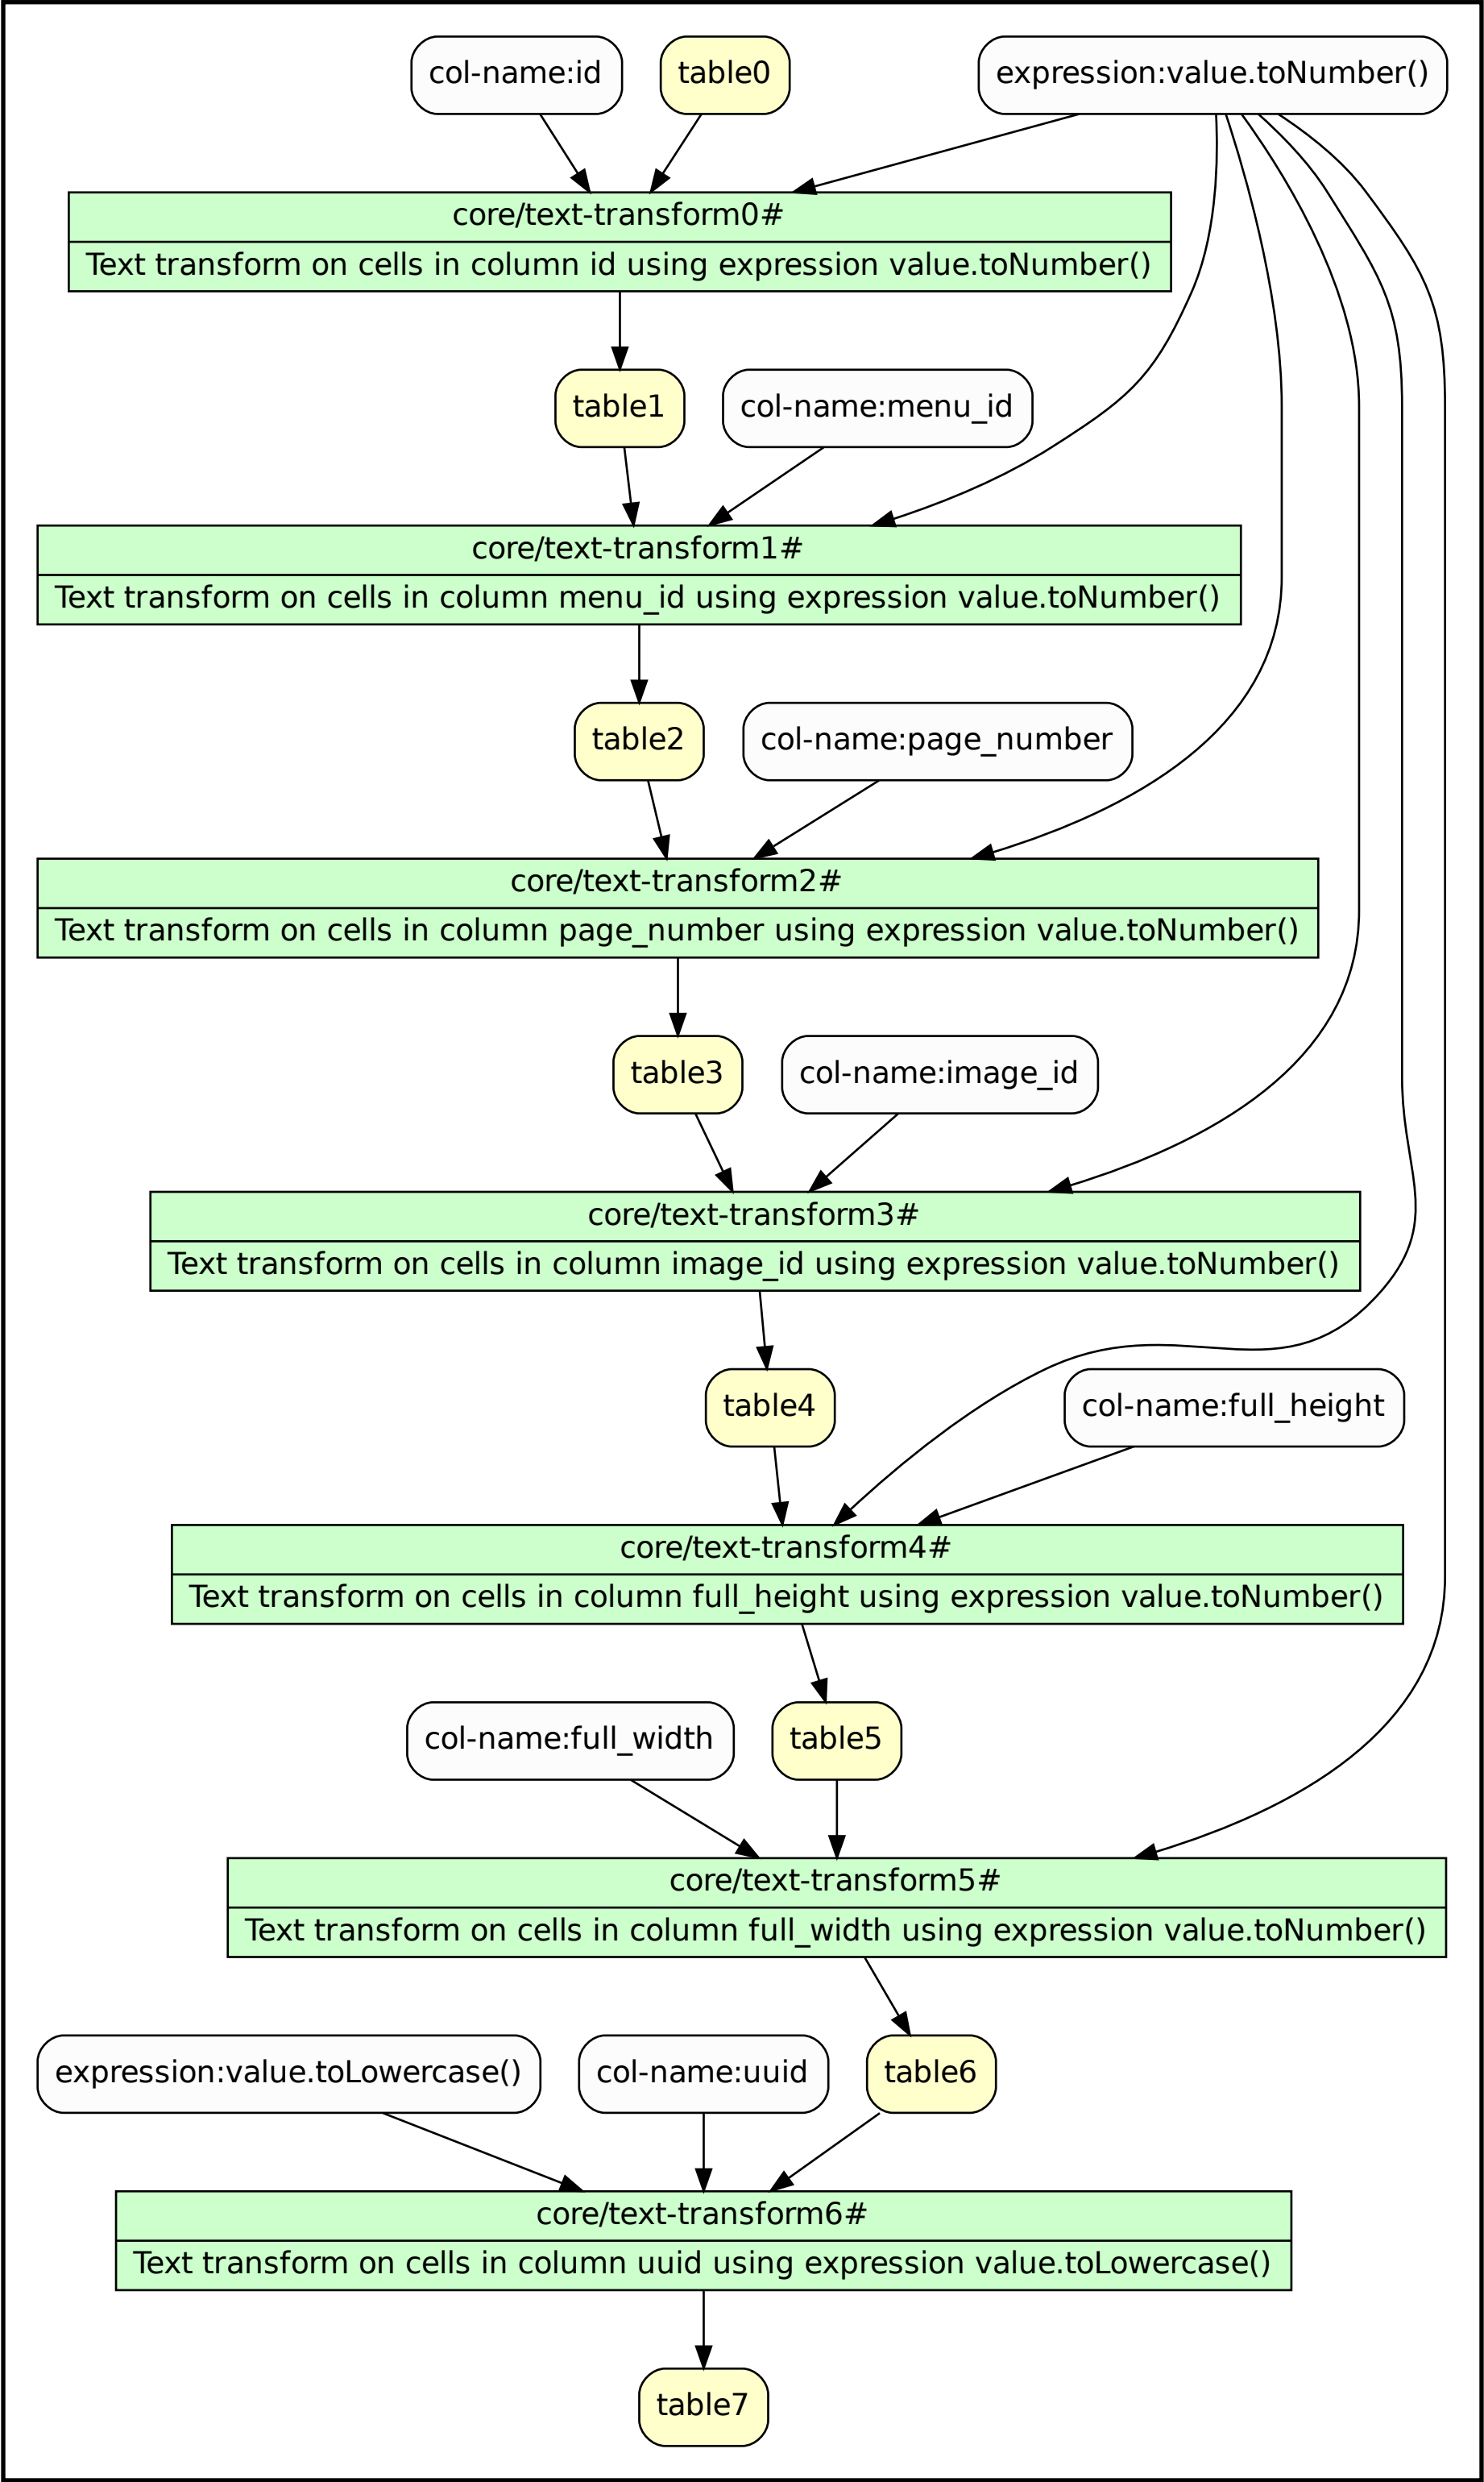 col-name:id
table0
expression:value.toNumber()
core/text-transform0#
Text transform on cells in column id using expression value.toNumber()
table1
col-name:menu_id
core/text-transform1#
Text transform on cells in column menu_id using expression value.toNumber()
table2
col-name:page_number
core/text-transform2#
Text transform on cells in column page_number using expression value.toNumber()
table3
col-name:image_id
core/text-transform3#
Text transform on cells in column image_id using expression value.toNumber()
table4
col-name:full_height
core/text-transform4#
Text transform on cells in column full_height using expression value.toNumber()
col-name:full_width
table5
core/text-transform5#
Text transform on cells in column full_width using expression value.toNumber()
expression:value.toLowercase()
col-name:uuid
table6
core/text-transform6#
Text transform on cells in column uuid using expression value.toLowercase()
table7